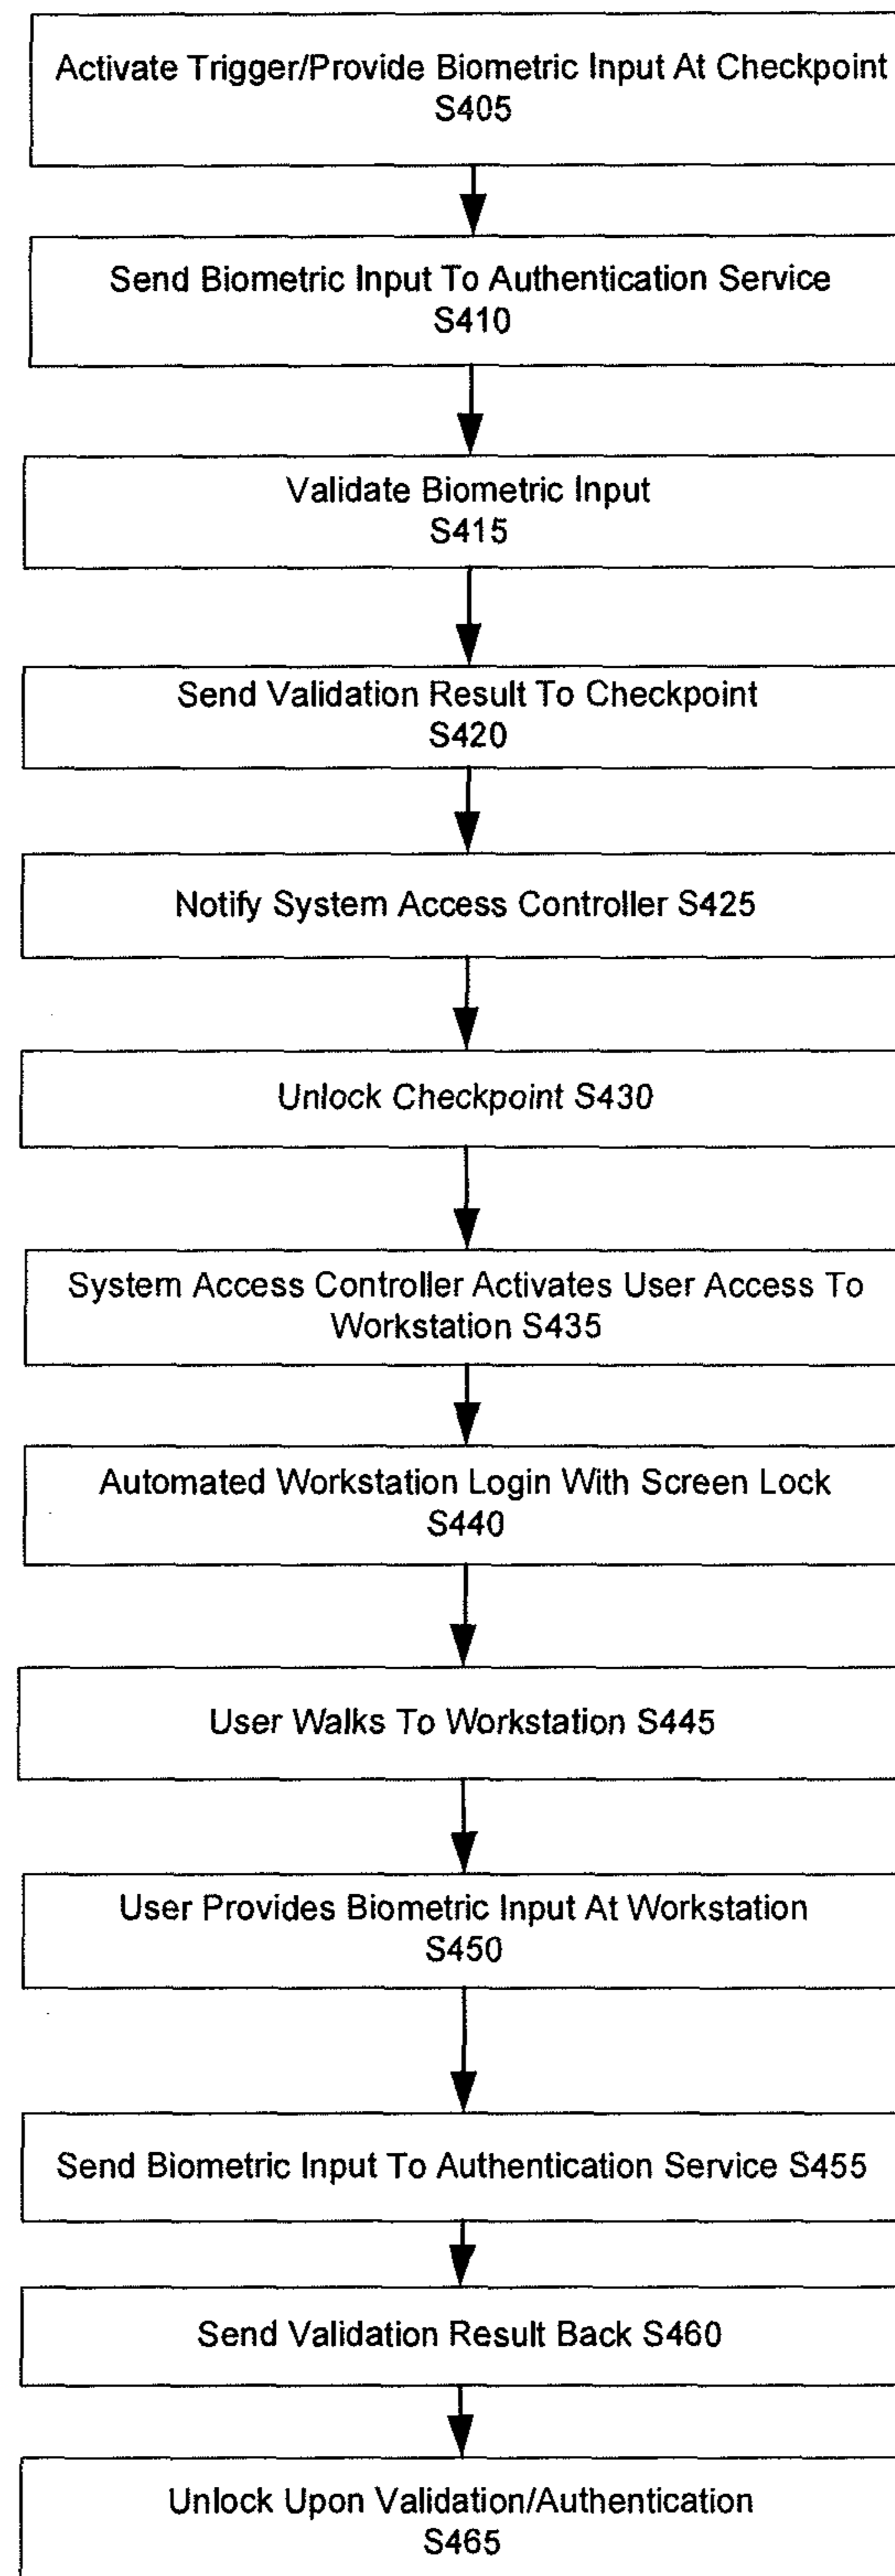 Activate Trigger/Provide Biometric Input At Checkpoint
S405
Send Biometric Input To Authentication Service
S410
Validate Biometric Input
S415
Send Validation Result To Checkpoint
S420
Notify System Access Controller S425
Unlock Checkpoint S430
System Access Controller Activates User Access To
Workstation S435
Automated Workstation Login With Screen Lock
S440
User Walks To Workstation S445
User Provides Biometric Input At Workstation
S450
Send Biometric Input To Authentication Service S455
Send Validation Result Back S460
Unlock Upon Validation/Authentication
S465